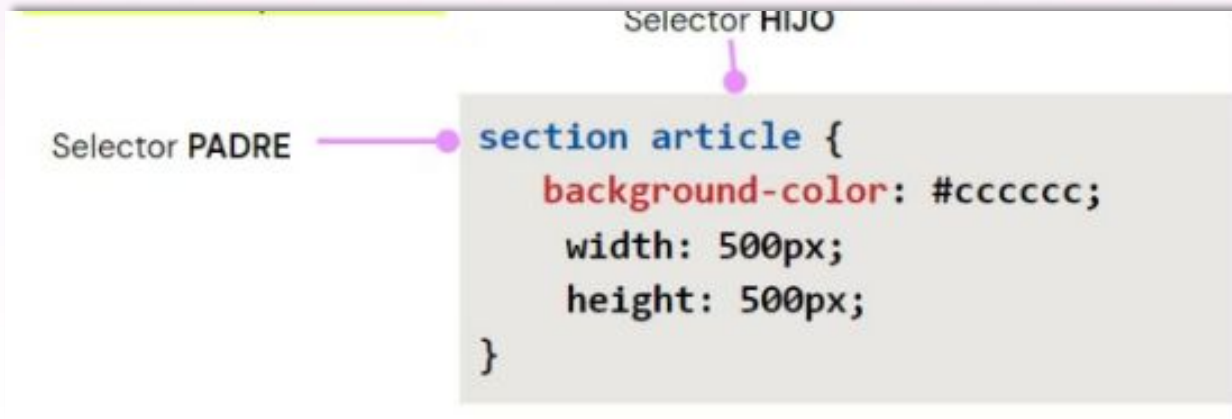 Selector HIJO
Selector PADRE
section article {
background-color: #cccccc;
width: 500px;
height: 500px;
}